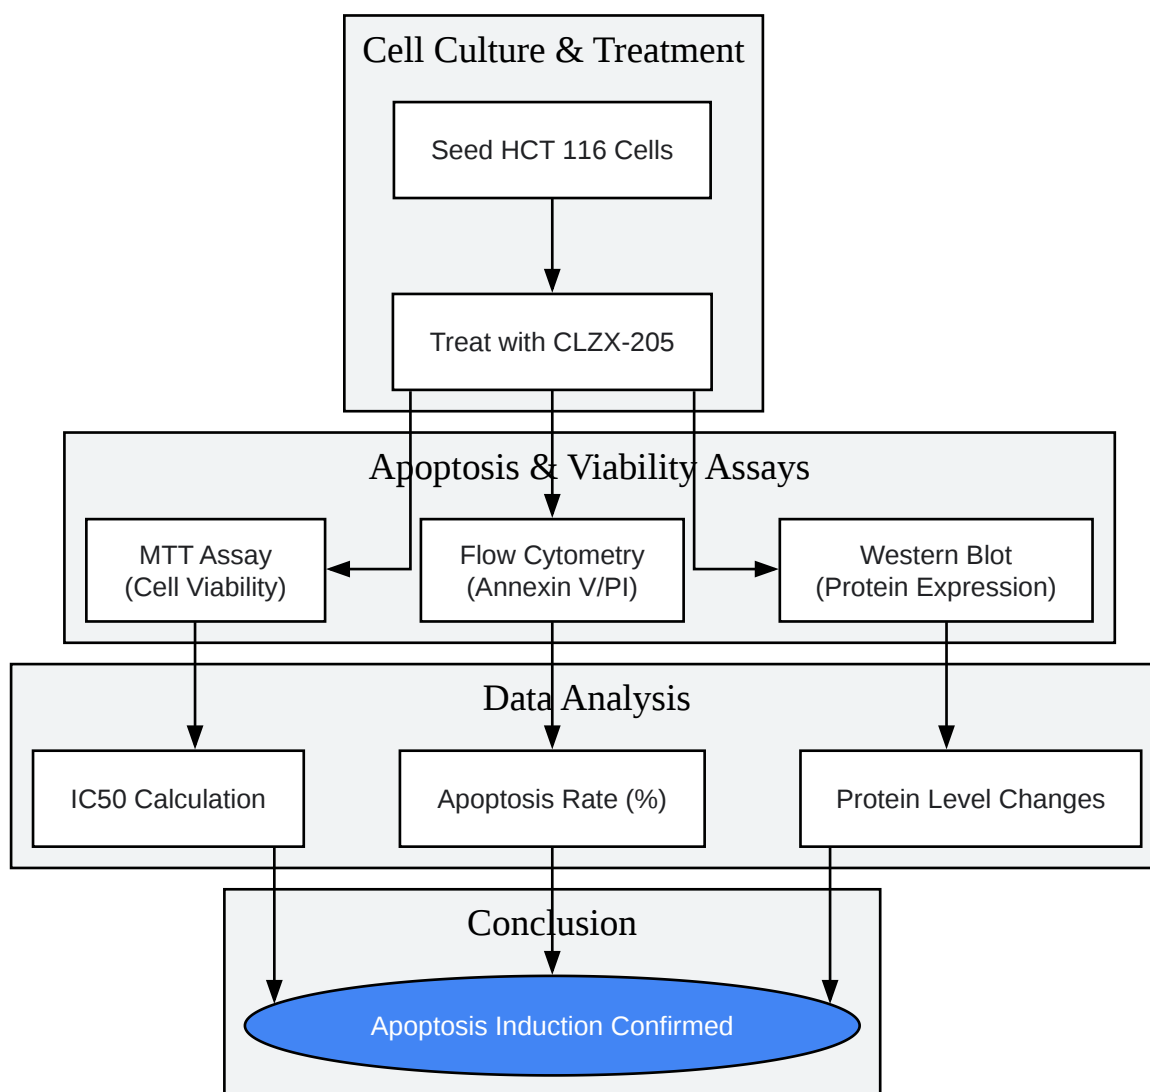 Cell Culture & Treatment
Seed HCT 116 Cells
Treat with CLZX-205
Apoptosis & Viability Assays
MTT Assay
(Cell Viability)
Flow Cytometry
(Annexin V/PI)
Western Blot
(Protein Expression)
Data Analysis
IC50 Calculation
Apoptosis Rate (%)
Protein Level Changes
Conclusion
Apoptosis Induction Confirmed